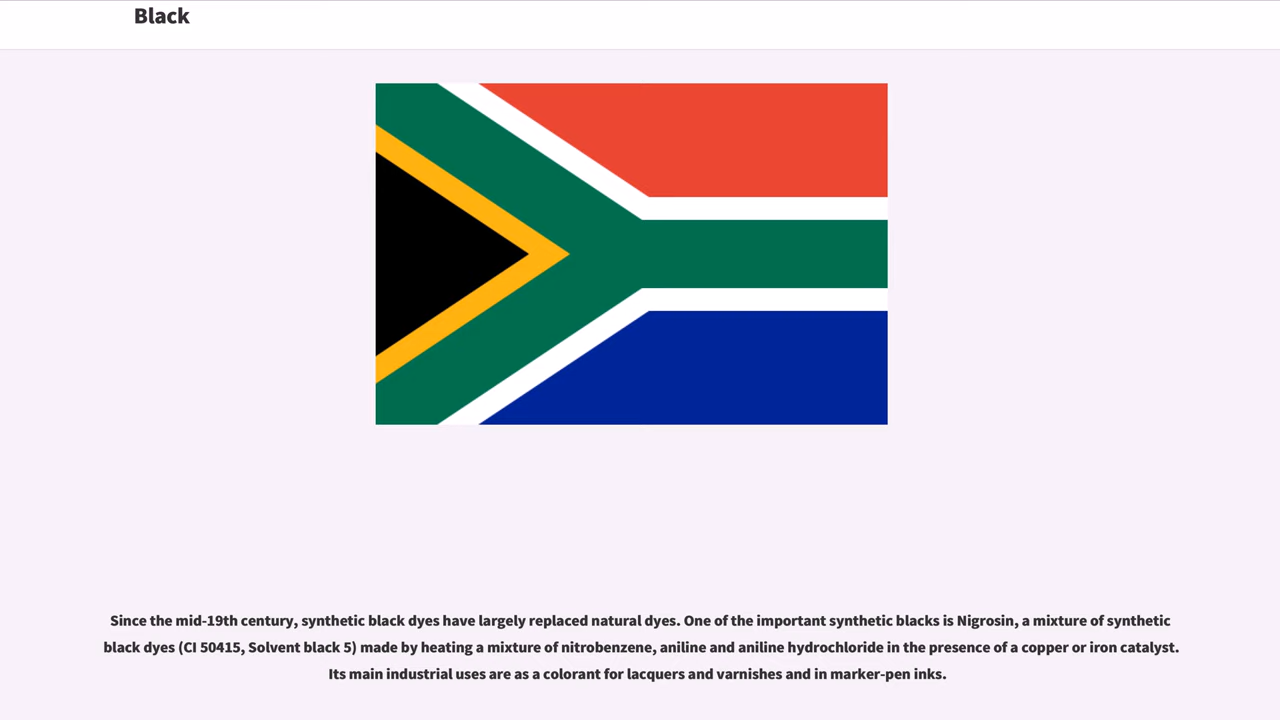 Black
Since the mid-19th century, synthetic black dyes have largely replaced natural dyes. One of the important synthetic blacks is Nigrosin, a mixture of synthetic
black dyes (CI 50415, Solvent black 5) made by heating a mixture of nitrobenzene, aniline and aniline hydrochloride in the presence of a copper or iron catalyst.
Its main industrial uses are as a colorant for lacquers and varnishes and in marker-pen inks.